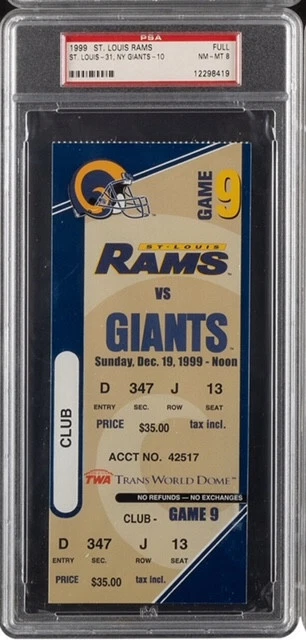 PSA
1999 ST. LOUIS RAMS FULL
ST. LOUIS-31, NY GIANTS-10 NM-MT 8
12298419
GAME 9
ST-LOUIS
RAMS™
VS
GIANTS™
Sunday, Dec. 19, 1999 - Noon
D 347 J 13
ENTRY SEC. ROW SEAT
PRICE $35.00 tax incl.
CLUB
ACCT NO. 42517
TWA TRANS WORLD DOME™
NO REFUNDS — NO EXCHANGES
CLUB - GAME 9
D 347 J 13
ENTRY SEC. ROW SEAT
PRICE $35.00 tax incl.